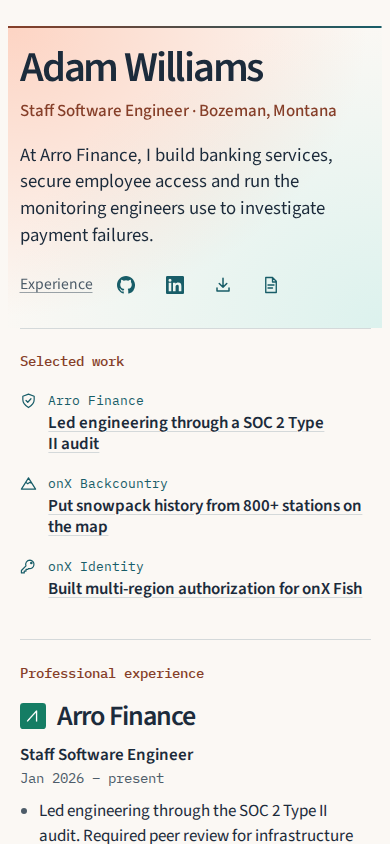 Adam Williams
Staff Software Engineer · Bozeman, Montana
At Arro Finance, I build banking services,
secure employee access and run the
monitoring engineers use to investigate
payment failures.
Experience
Selected work
Arro Finance
Led engineering through a SOC 2 Type
II audit
onX Backcountry
Put snowpack history from 800+ stations on
the map
onX Identity
Built multi-region authorization for onX Fish
Professional experience
Arro Finance
Staff Software Engineer
Jan 2026 – present
• Led engineering through the SOC 2 Type II
audit. Required peer review for infrastructure